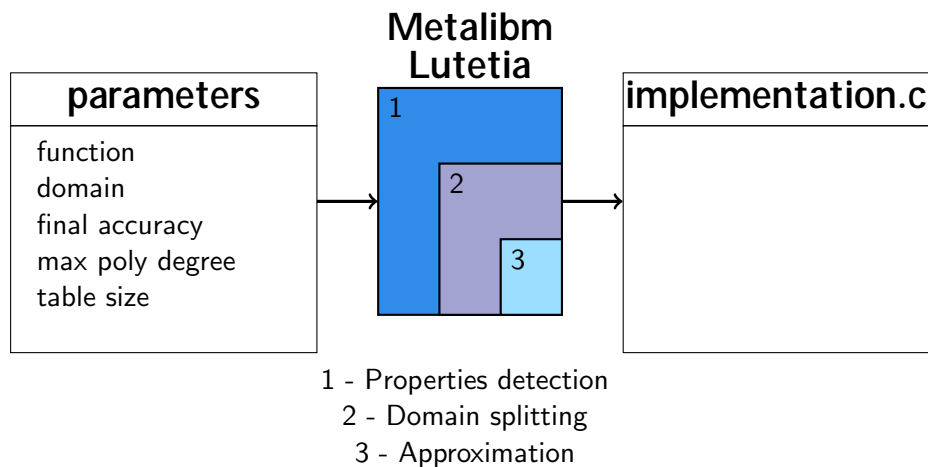 Metalibm
Lutetia
parameters
function
domain
final accuracy
max poly degree
table size
1
2
3
implementation.c
1 - Properties detection
2 - Domain splitting
3 - Approximation